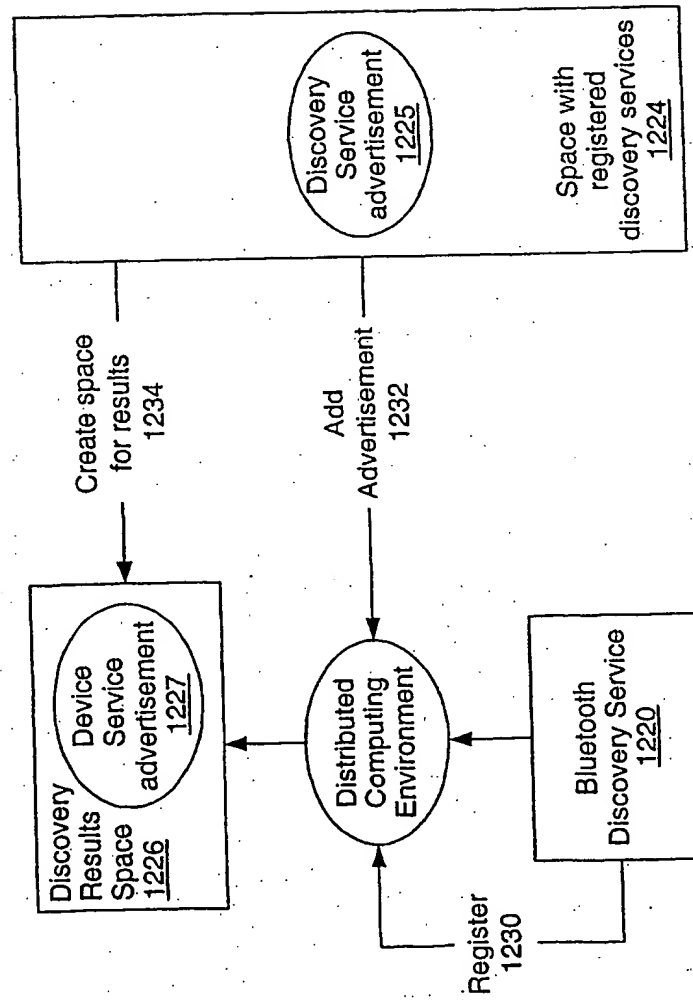 Discovery
Results
Space
1226
Device
Service
advertisement
1227
Create space
for results
1234
Discovery
Service
advertisement
1225
Space with
registered
discovery services
1224
Add
Advertisement
1232
Distributed
Computing
Environment
Register
1230
Bluetooth
Discovery Service
1220